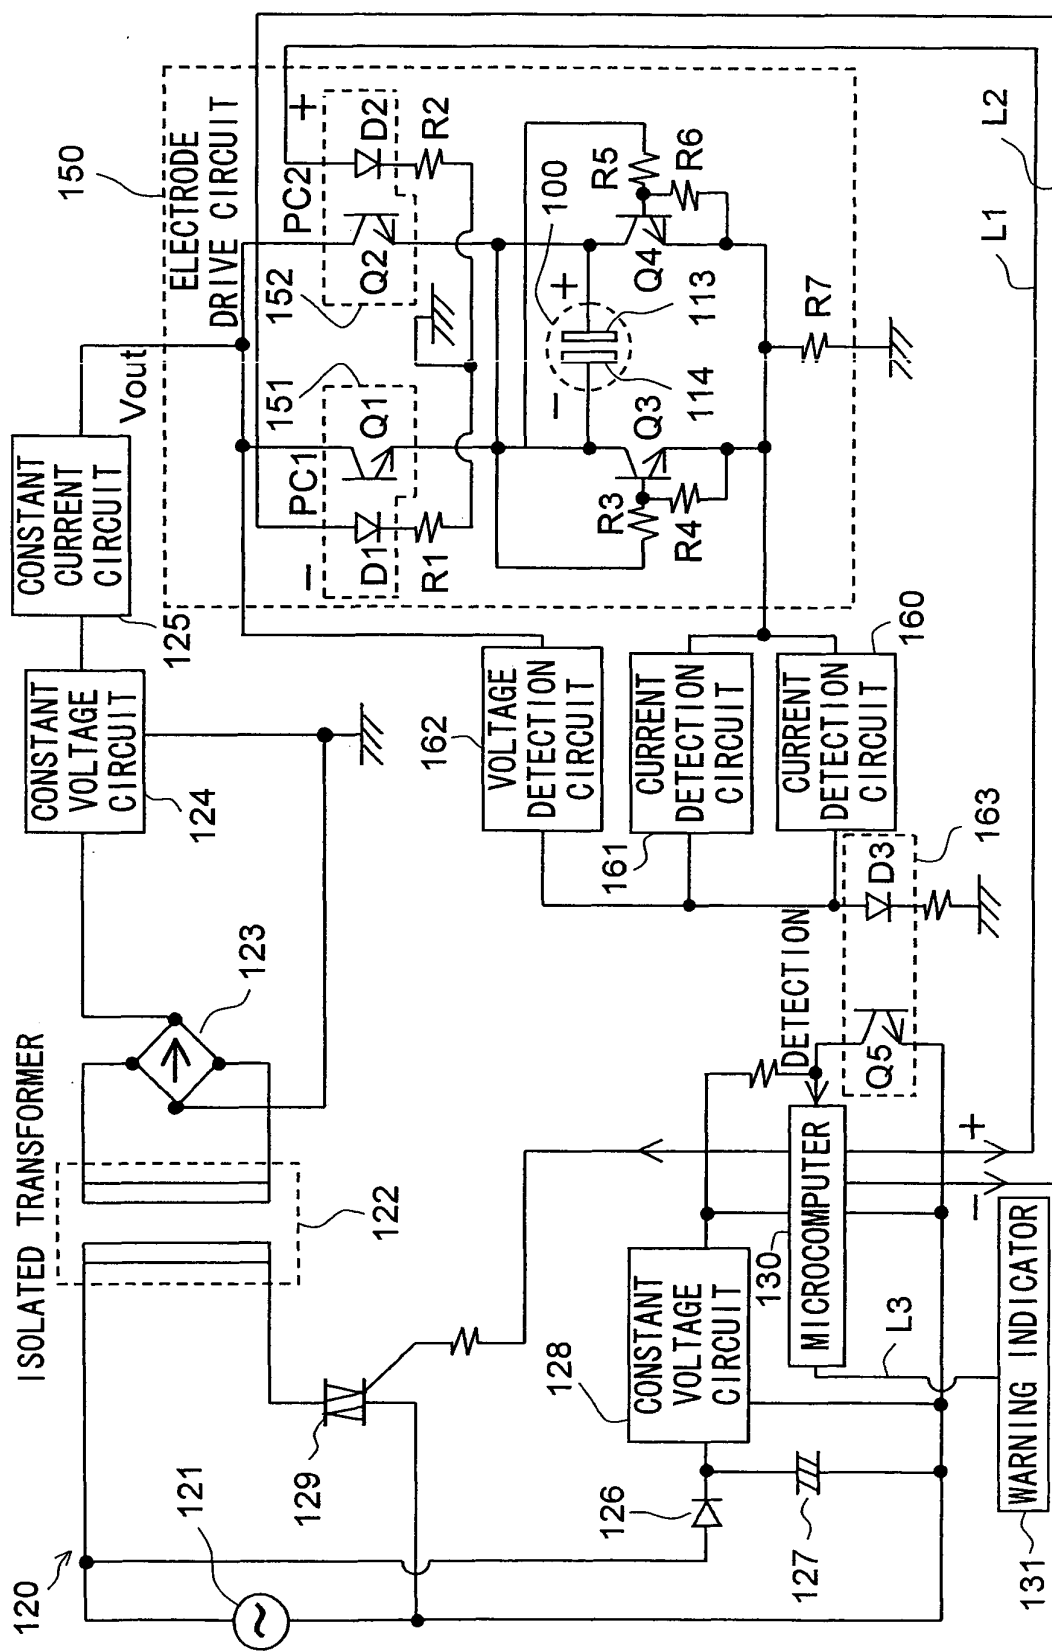 120
121
ISOLATED TRANSFORMER
122
123
129
CONSTANT
VOLTAGE
CIRCUIT
124
CONSTANT
CURRENT
CIRCUIT
125
Vout
150
ELECTRODE
DRIVE CIRCUIT
151
152
PC1
PC2
−
+
D1
Q1
Q2
D2
R1
R2
100
−
+
114
113
R3
R4
Q3
Q4
R5
R6
R7
162
VOLTAGE
DETECTION
CIRCUIT
161
CURRENT
DETECTION
CIRCUIT
160
CURRENT
DETECTION
CIRCUIT
163
D3
Q5
DETECTION
126
127
128
CONSTANT
VOLTAGE
CIRCUIT
130
MICROCOMPUTER
−
+
L3
L1
L2
131
WARNING INDICATOR